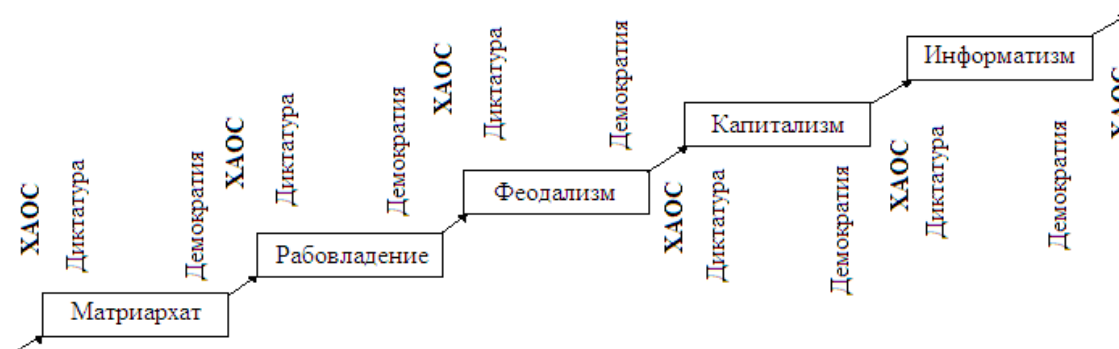 ХАОС
Диктатура
Матриархат
Демократия
ХАОС
Диктатура
Рабовладение
Демократия
ХАОС
Диктатура
Феодализм
Демократия
ХАОС
Диктатура
Капитализм
Демократия
ХАОС
Диктатура
Информатизм
Демократия
ХАОС